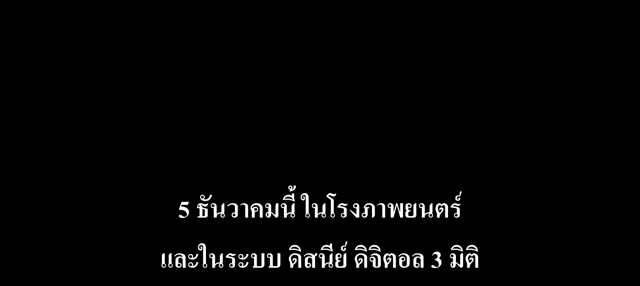 5 ธันวาคมนี้ ในโรงภาพยนตร์
และในระบบ ดิสนีย์ ดิจิตอล 3 มิติ